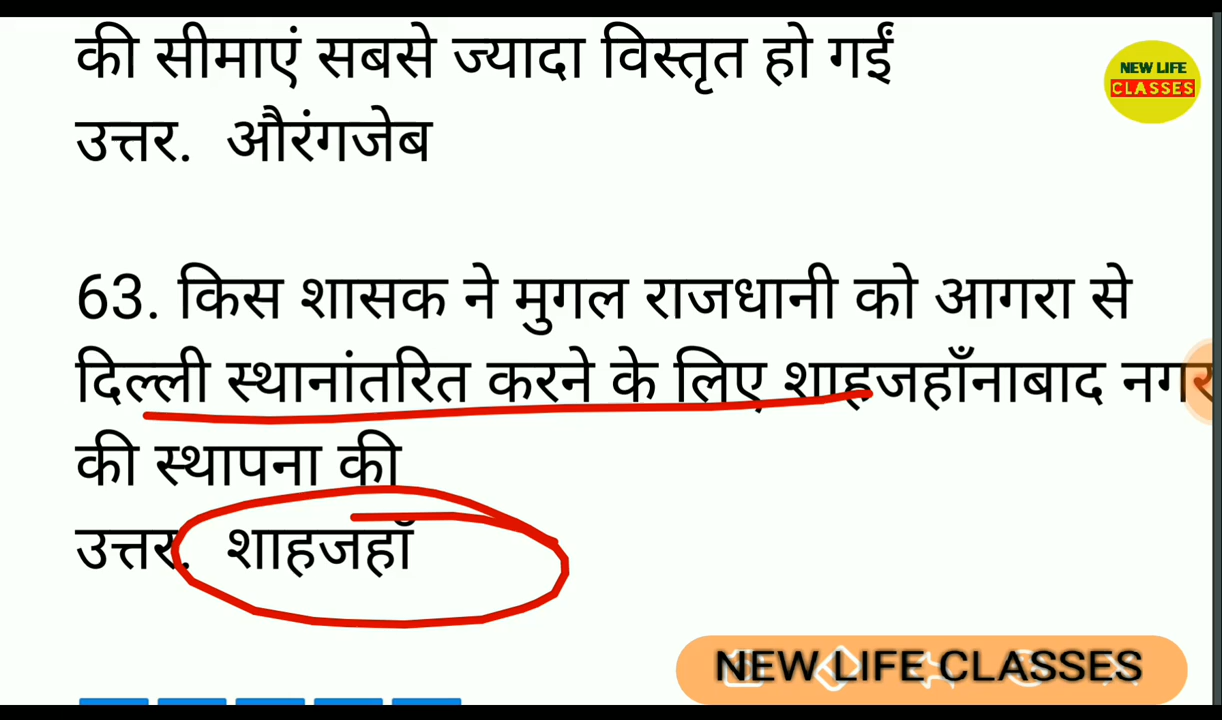 की सीमाएं सबसे ज्यादा विस्तृत हो गईं
NEW LIFE
CLASSES
उत्तर. औरंगजेब
63. किस शासक ने मुगल राजधानी को आगरा से
दिल्ली स्थानांतरित करने के लिए शाहजहाँनाबाद नगर
की स्थापना की
उत्तर. शाहजहाँ
NEW LIFE CLASSES